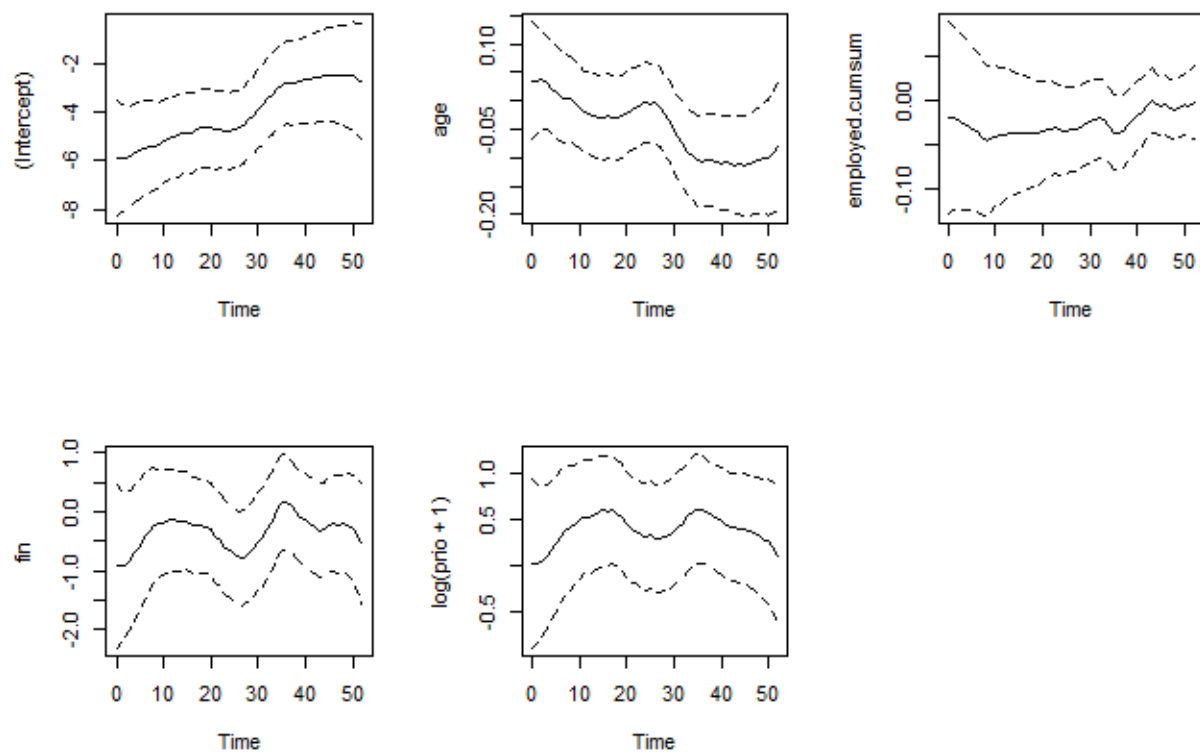 (Intercept)
-2
-4
-6
-8
0 10 20 30 40 50
Time
age
0.10
-0.05
-0.20
0 10 20 30 40 50
Time
employed.cumsum
0.00
-0.10
0 10 20 30 40 50
Time
fin
1.0
0.0
-1.0
-2.0
0 10 20 30 40 50
Time
log(prio + 1)
1.0
0.5
-0.5
0 10 20 30 40 50
Time